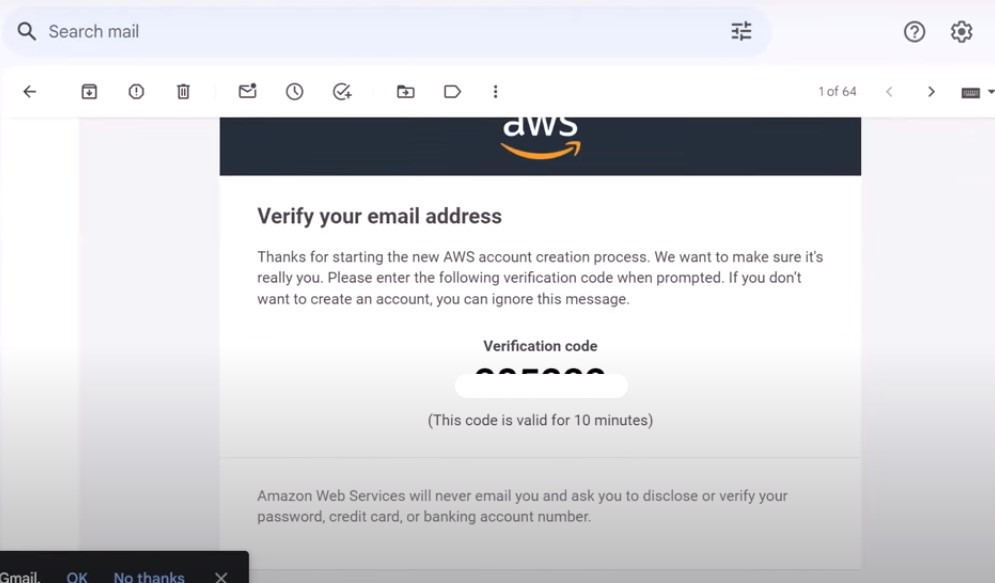 Search mail
1 of 64
aws
Verify your email address
Thanks for starting the new AWS account creation process. We want to make sure it's
really you. Please enter the following verification code when prompted. If you don't
want to create an account, you can ignore this message.
Verification code
(This code is valid for 10 minutes)
Amazon Web Services will never email you and ask you to disclose or verify your
password, credit card, or banking account number.
Gmail. OK No thanks